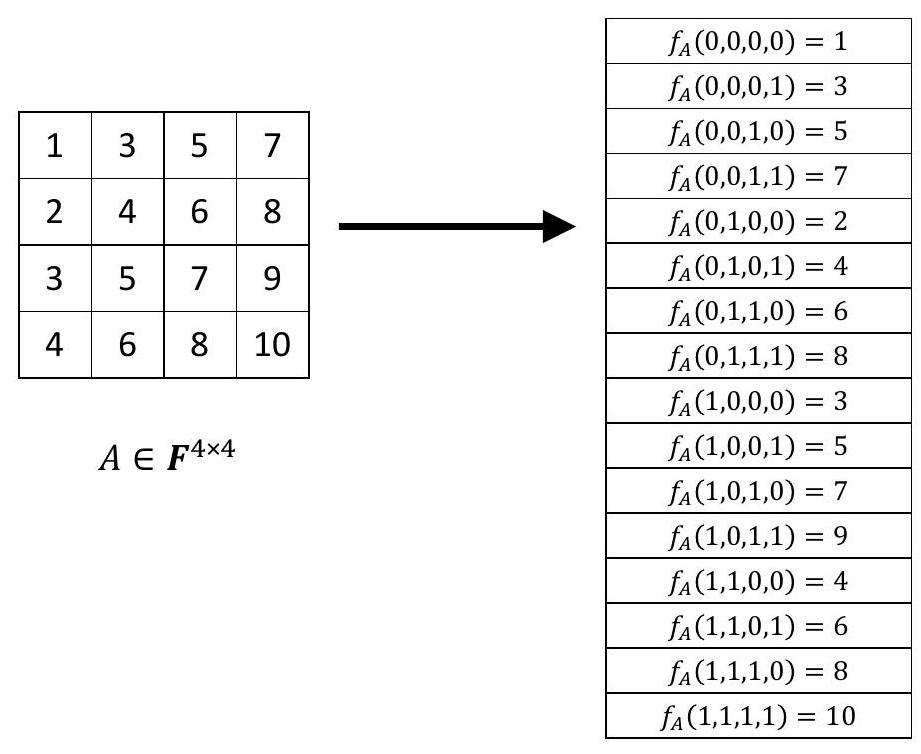 1 3 5 7
2 4 6 8
3 5 7 9
4 6 8 10
A ∈ F^{4×4}
f_A(0,0,0,0) = 1
f_A(0,0,0,1) = 3
f_A(0,0,1,0) = 5
f_A(0,0,1,1) = 7
f_A(0,1,0,0) = 2
f_A(0,1,0,1) = 4
f_A(0,1,1,0) = 6
f_A(0,1,1,1) = 8
f_A(1,0,0,0) = 3
f_A(1,0,0,1) = 5
f_A(1,0,1,0) = 7
f_A(1,0,1,1) = 9
f_A(1,1,0,0) = 4
f_A(1,1,0,1) = 6
f_A(1,1,1,0) = 8
f_A(1,1,1,1) = 10